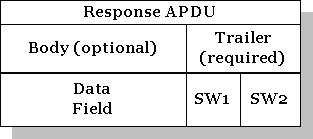 Response APDU
Body (optional)
Trailer
(required)
Data
Field
SW1
SW2